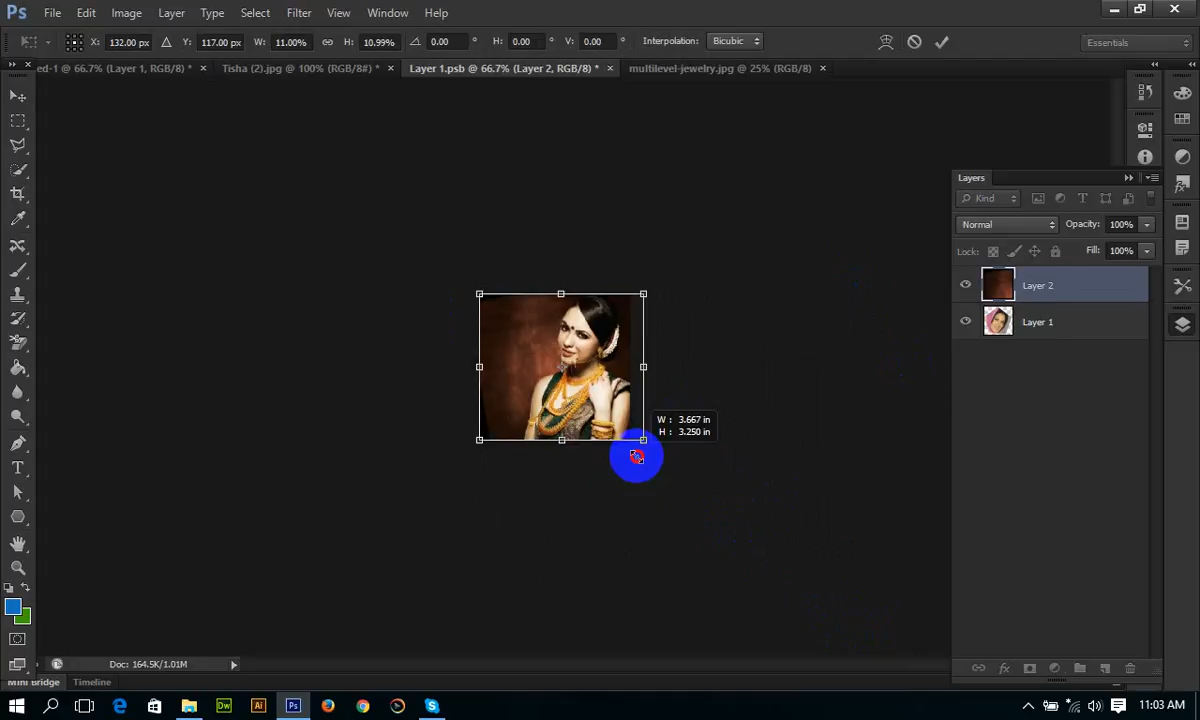 Ps File Edit Image Layer Type Select Filter View Window Help
X: 132.00 px Y: 117.00 px W: 11.00% H: 10.99% 0.00 ° H: 0.00 ° V: 0.00 ° Interpolation: Bicubic Essentials
ed-1 @ 66.7% (Layer 1, RGB/8) * × Tisha (2).jpg @ 100% (RGB/8#) * × Layer 1.psb @ 66.7% (Layer 2, RGB/8) * × multilevel-jewelry.jpg @ 25% (RGB/8) ×
Layers
Kind
Normal Opacity: 100%
Lock: Fill: 100%
Layer 2
Layer 1
W : 3.667 in
H : 3.250 in
Doc: 164.5K/1.01M
Mini Bridge Timeline
Dw Ai Ps 11:03 AM